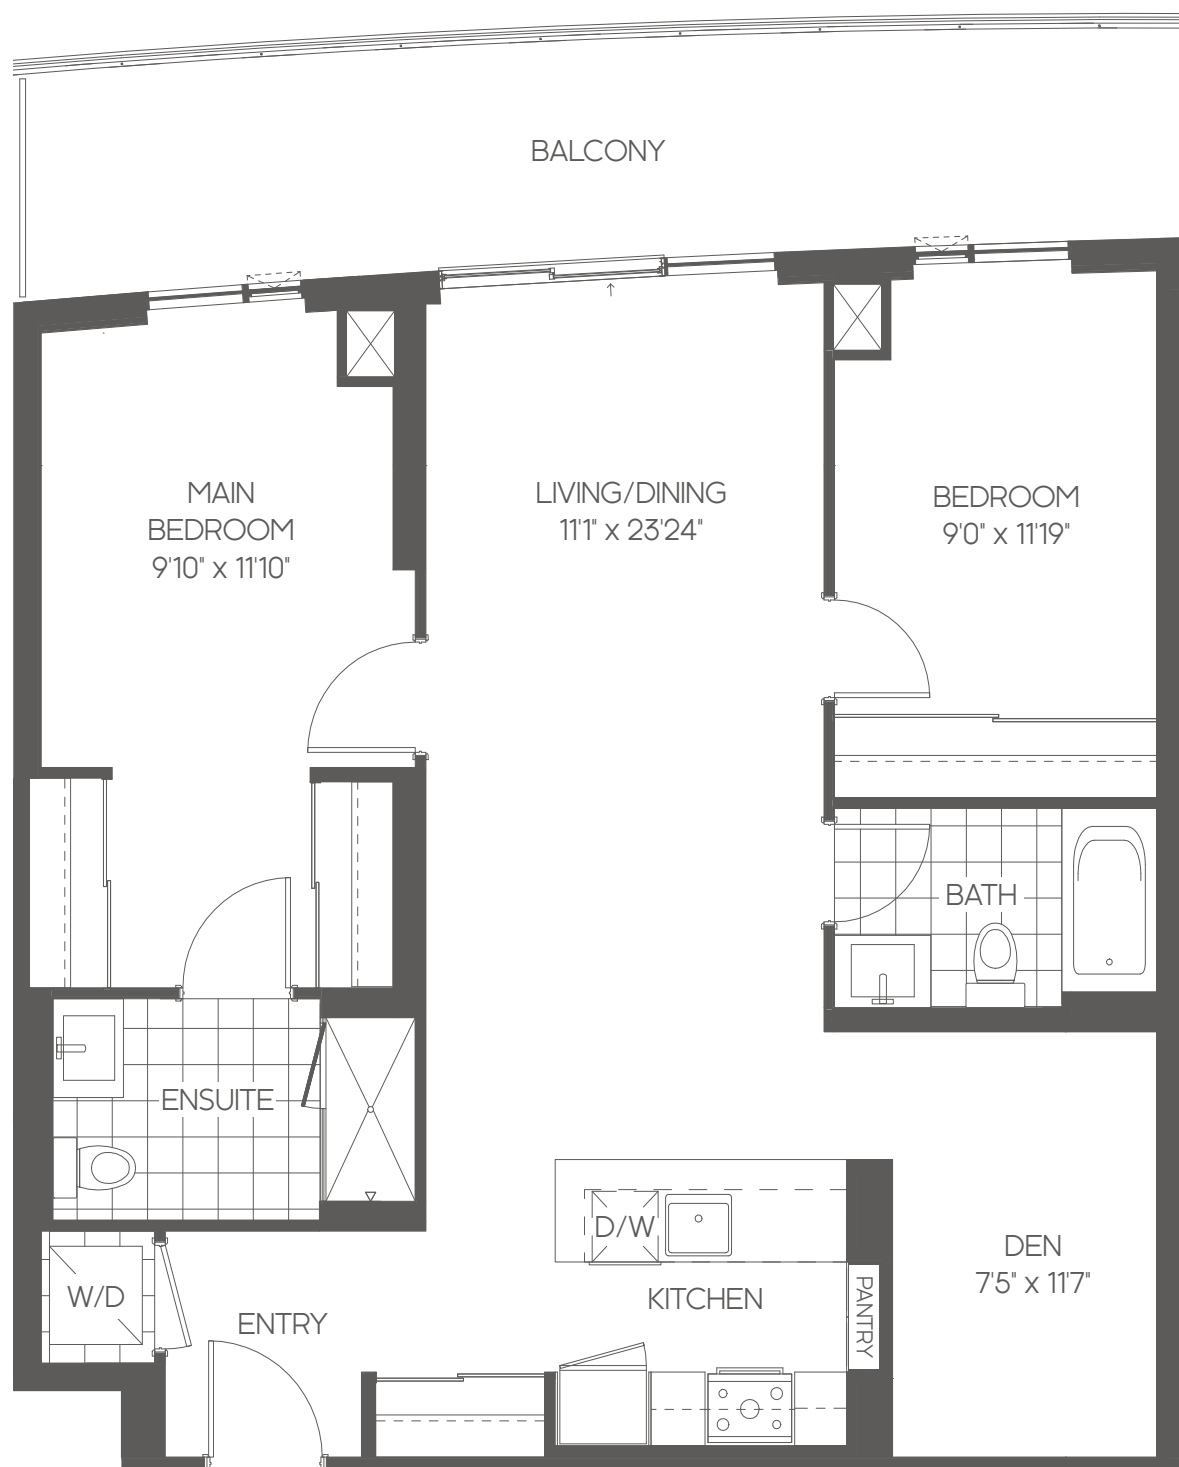 BALCONY
MAIN
BEDROOM
9'10" x 11'10"
LIVING/DINING
11'1" x 23'24"
BEDROOM
9'0" x 11'19"
BATH
ENSUITE
D/W
DEN
7'5" x 11'7"
W/D
KITCHEN
PANTRY
ENTRY